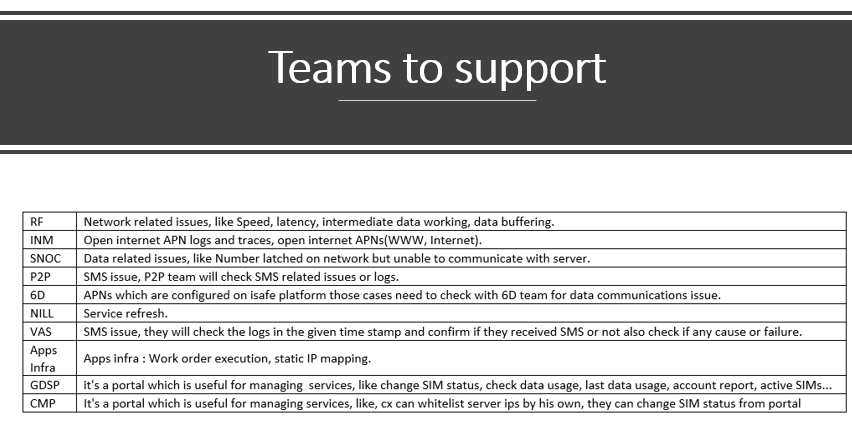 Teams to support
RF Network related issues, like Speed, latency, intermediate data working, data buffering.
INM Open internet APN logs and traces, open internet APNs(WWW, Internet).
SNOC Data related issues, like Number latched on network but unable to communicate with server.
P2P SMS issue, P2P team will check SMS related issues or logs.
6D APNs which are configured on isafe platform those cases need to check with 6D team for data communications issue.
NILL Service refresh.
VAS SMS issue, they will check the logs in the given time stamp and confirm if they received SMS or not also check if any cause or failure.
Apps
Infra
Apps infra : Work order execution, static IP mapping.
GDSP it's a portal which is useful for managing  services, like change SIM status, check data usage, last data usage, account report, active SIMs...
CMP It's a portal which is useful for managing services, like, cx can whitelist server ips by his own, they can change SIM status from portal